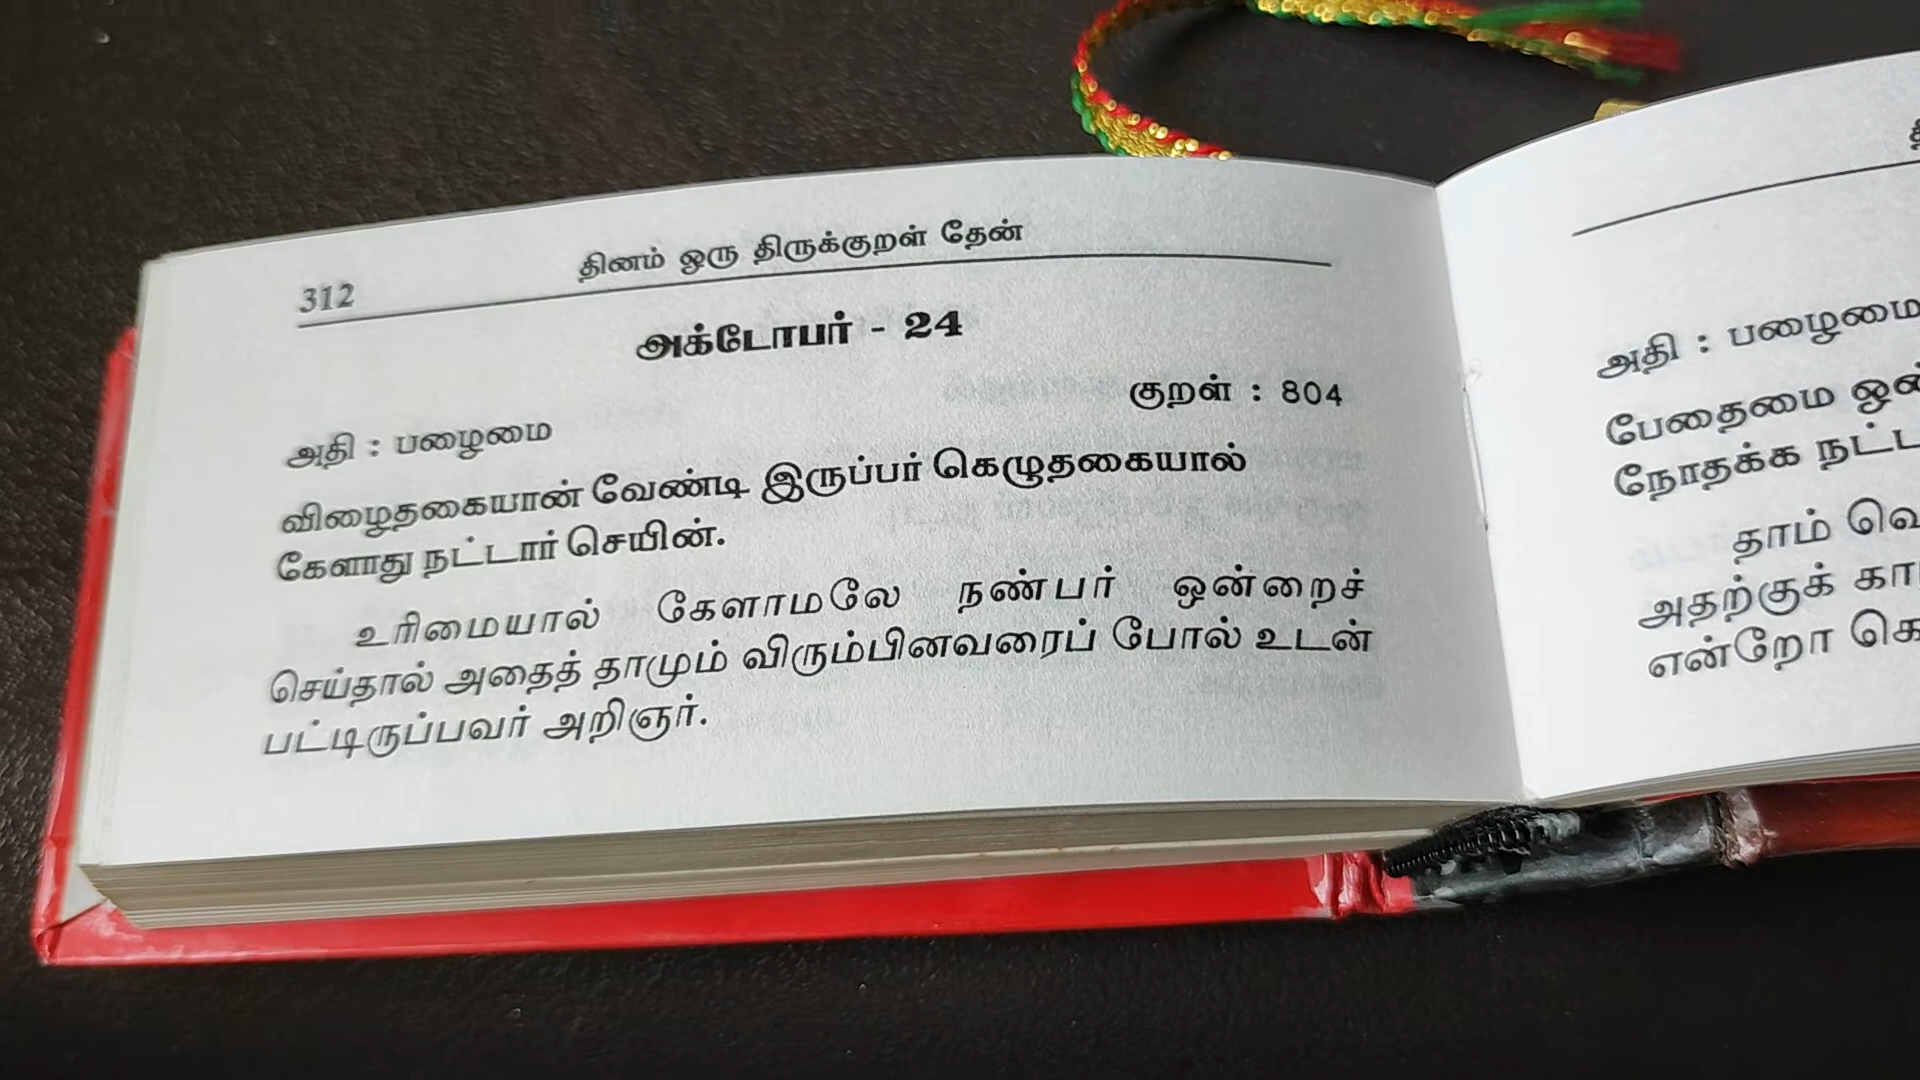 312
தினம் ஒரு திருக்குறள் தேன்
அக்டோபர் - 24
குறள் : 804
அதி : பழைமை
விழைதகையான் வேண்டி இருப்பர் கெழுதகையால்
கேளாது நட்டார் செயின்.
உரிமையால் கேளாமலே நண்பர் ஒன்றைச்
செய்தால் அதைத் தாமும் விரும்பினவரைப் போல் உடன்
பட்டிருப்பவர் அறிஞர்.
அதி : பழைமை
பேதைமை
நோதக்க
தாம்
அதற்குக்
என்றோ